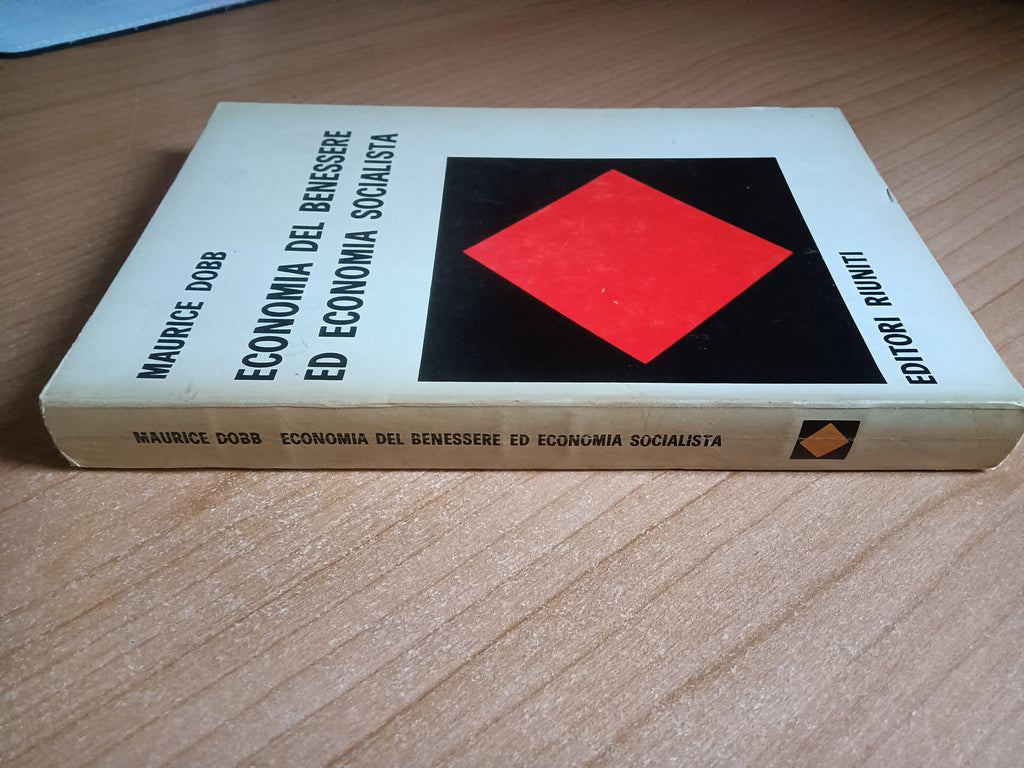 MAURICE DOBB
ECONOMIA DEL BENESSERE
ED ECONOMIA SOCIALISTA
EDITORI RIUNITI
MAURICE DOBB ECONOMIA DEL BENESSERE ED ECONOMIA SOCIALISTA